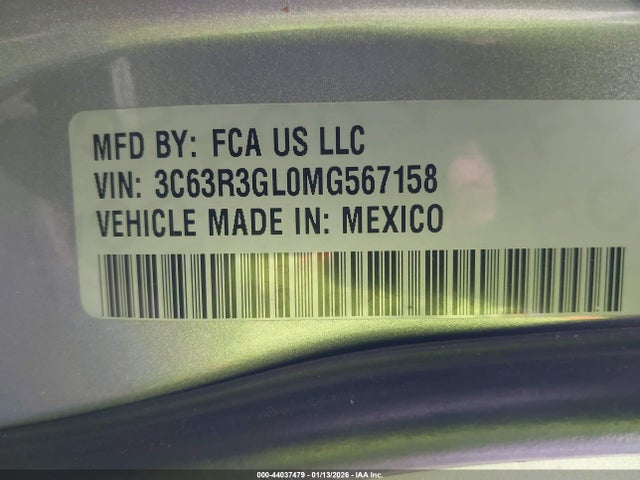 MFD BY: FCA US LLC
VIN: 3C63R3GL0MG567158
VEHICLE MADE IN: MEXICO
000-44037479 - 01/13/2026 - IAA Inc.